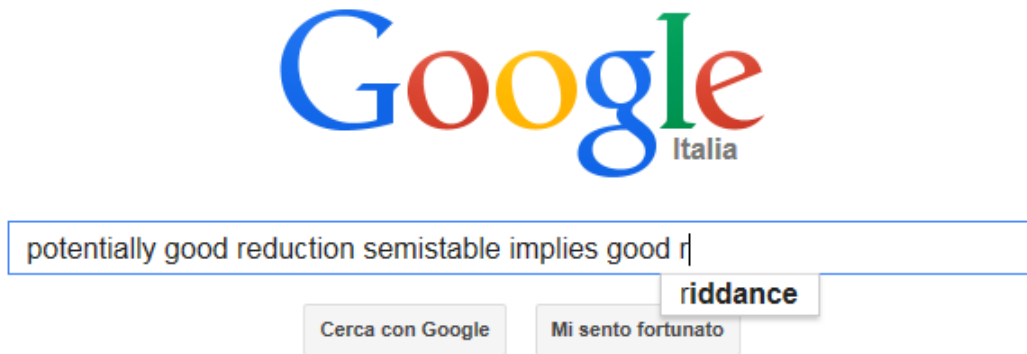 Google
Italia
potentially good reduction semistable implies good r
riddance
Cerca con Google
Mi sento fortunato